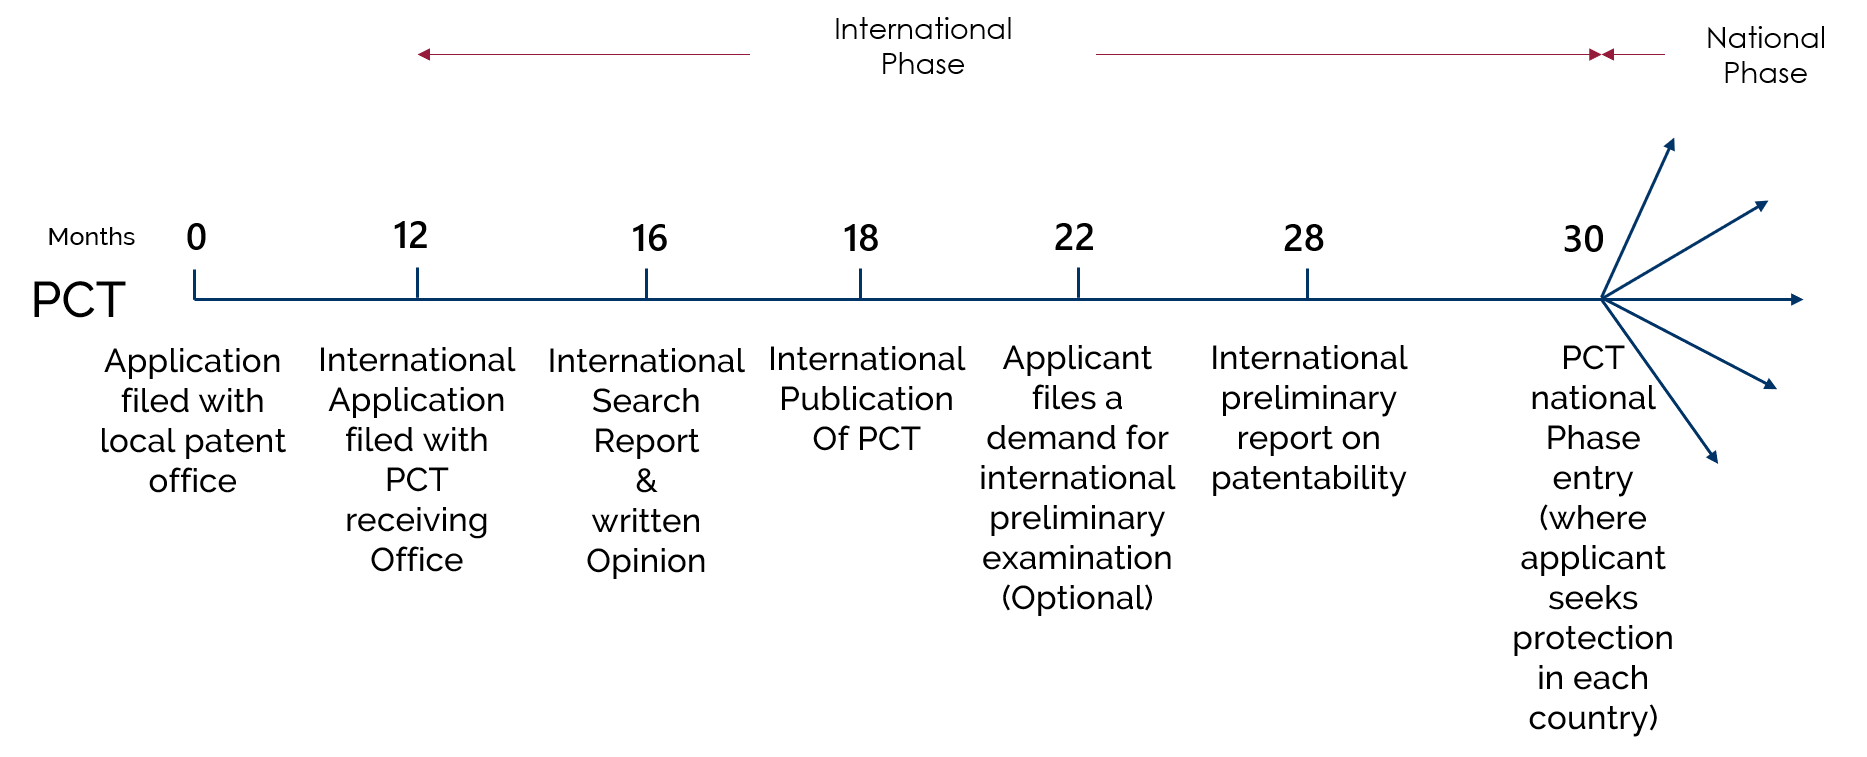 International
Phase
National
Phase
Months
0
12
16
18
22
28
30
PCT
Application
filed with
local patent
office
International
Application
filed with
PCT
receiving
Office
International
Search
Report
&
written
Opinion
International
Publication
Of PCT
Applicant
files a
demand for
international
preliminary
examination
(Optional)
International
preliminary
report on
patentability
PCT
national
Phase
entry
(where
applicant
seeks
protection
in each
country)